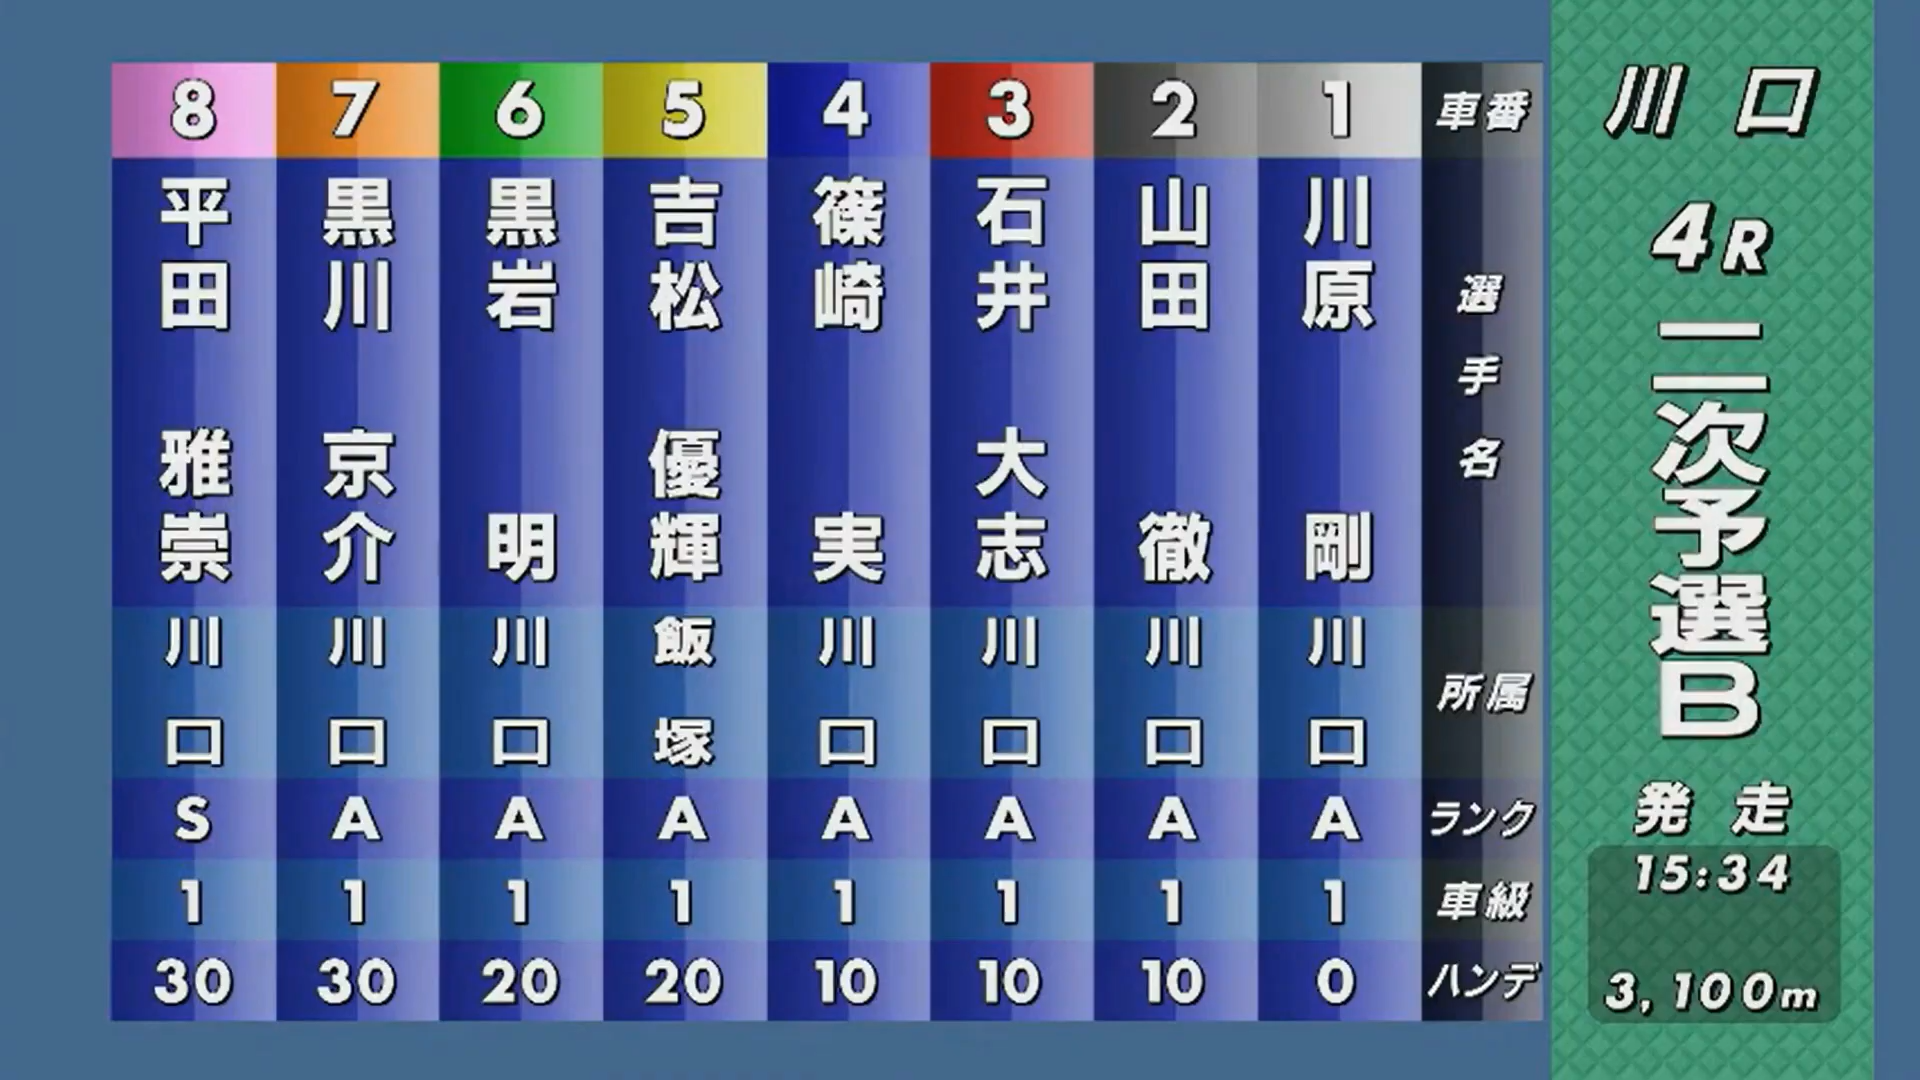 川口
4R
二次予選B
発走
15:34
3,100m
車番
選手名
所属
ランク
車級
ハンデ
1
川原 剛
川口
A
1
0
2
山田 徹
川口
A
1
10
3
石井 大志
川口
A
1
10
4
篠崎 実
川口
A
1
10
5
吉松 優輝
飯塚
A
1
20
6
黒岩 明
川口
A
1
20
7
黒川 京介
川口
A
1
30
8
平田 雅崇
川口
S
1
30